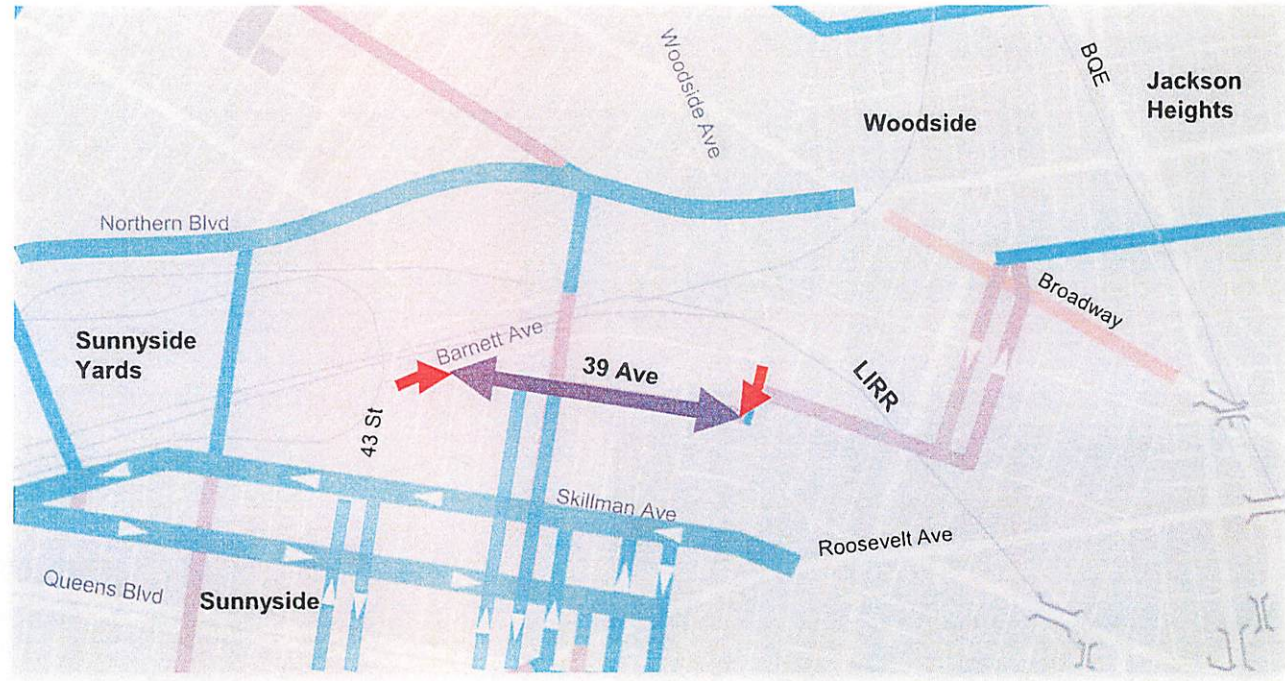 Woodside Ave
BQE
Jackson
Heights
Woodside
Northern Blvd
Broadway
Sunnyside
Yards
Barnett Ave
39 Ave
LIRR
43 St
Skillman Ave
Roosevelt Ave
Queens Blvd
Sunnyside